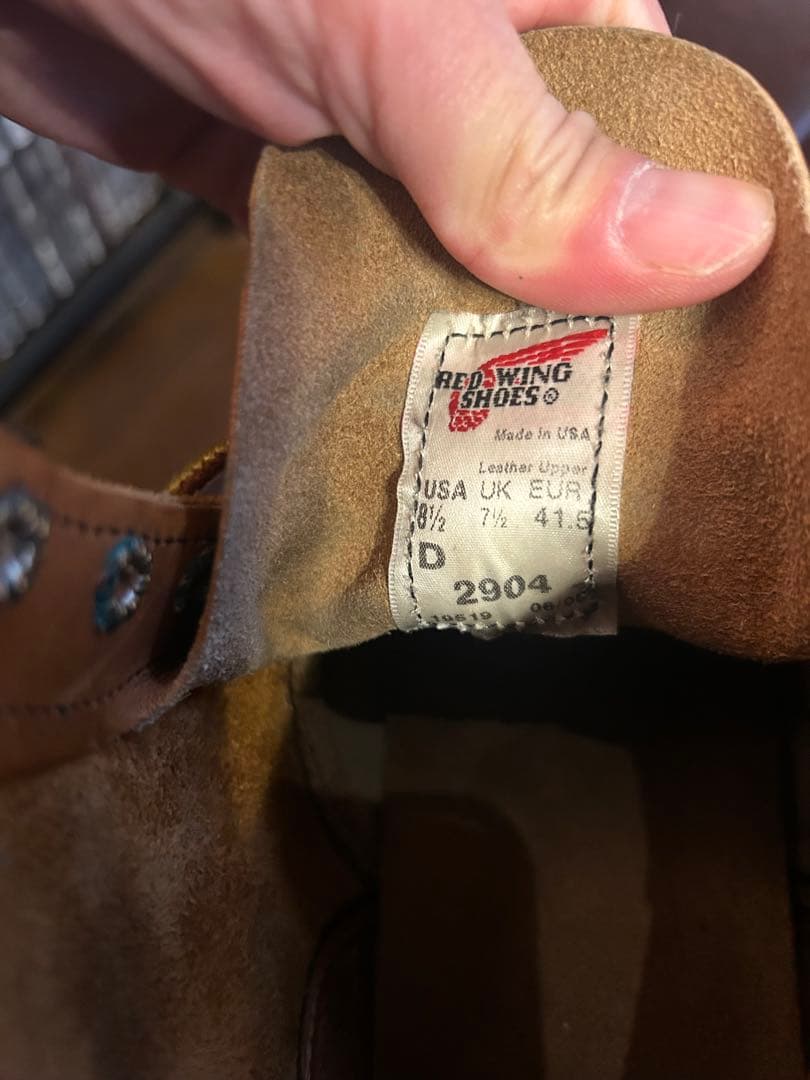 RED WING
SHOES®
Made in USA
Leather Upper
USA UK EUR
8½ 7½ 41.5
D
2904